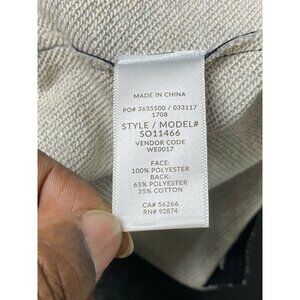 MADE IN CHINA
PO# 3635500 / 033117
1708
STYLE / MODEL#
SO11466
VENDOR CODE
WE0017
FACE:
100% POLYESTER
BACK:
65% POLYESTER
35% COTTON
CA# 56266
RN# 92874